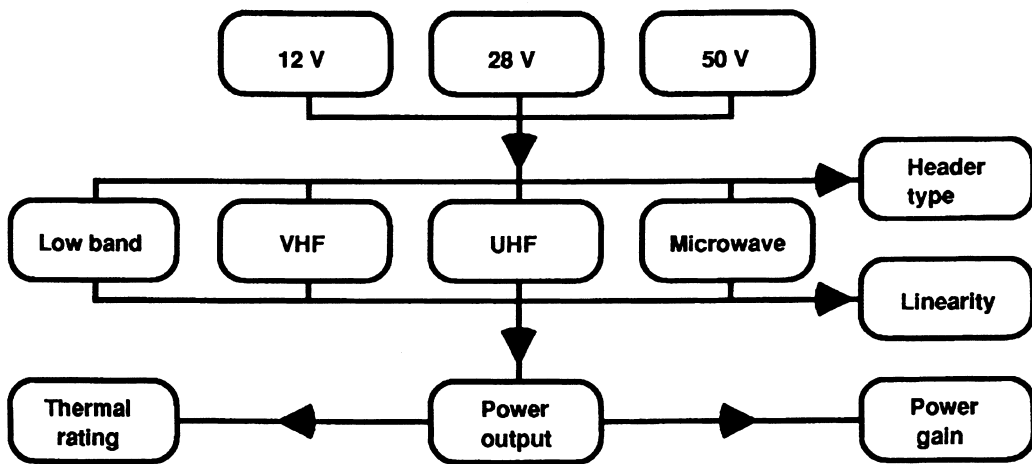 12 V
28 V
50 V
Header
type
Low band
VHF
UHF
Microwave
Linearity
Thermal
rating
Power
output
Power
gain